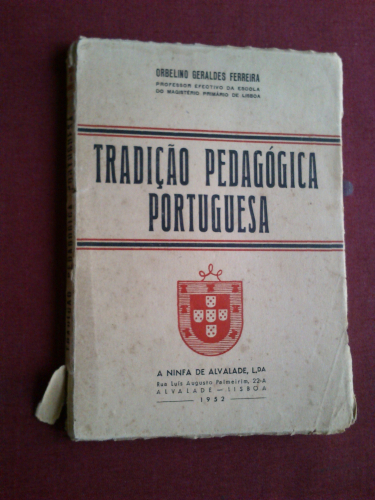 ORBELINO GERALDES FERREIRA
PROFESSOR EFECTIVO DA ESCOLA
DO MAGISTÉRIO PRIMÁRIO DE LISBOA
TRADIÇÃO PEDAGÓGICA
PORTUGUESA
A NINFA DE ALVALADE, L.DA
Rua Luís Augusto Palmeirim, 22-A
ALVALADE — LISBOA
1952